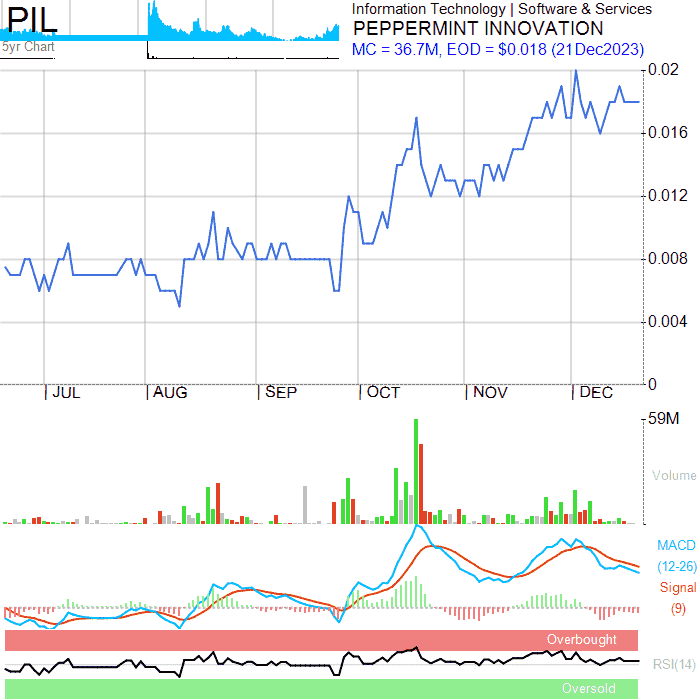 PIL
5yr Chart
Information Technology | Software & Services
PEPPERMINT INNOVATION
MC = 36.7M, EOD = $0.018 (21Dec2023)
0.02
0.016
0.012
0.008
0.004
0
JUL AUG SEP OCT NOV DEC
59M
Volume
MACD
(12-26)
Signal
(9)
Overbought
RSI(14)
Oversold